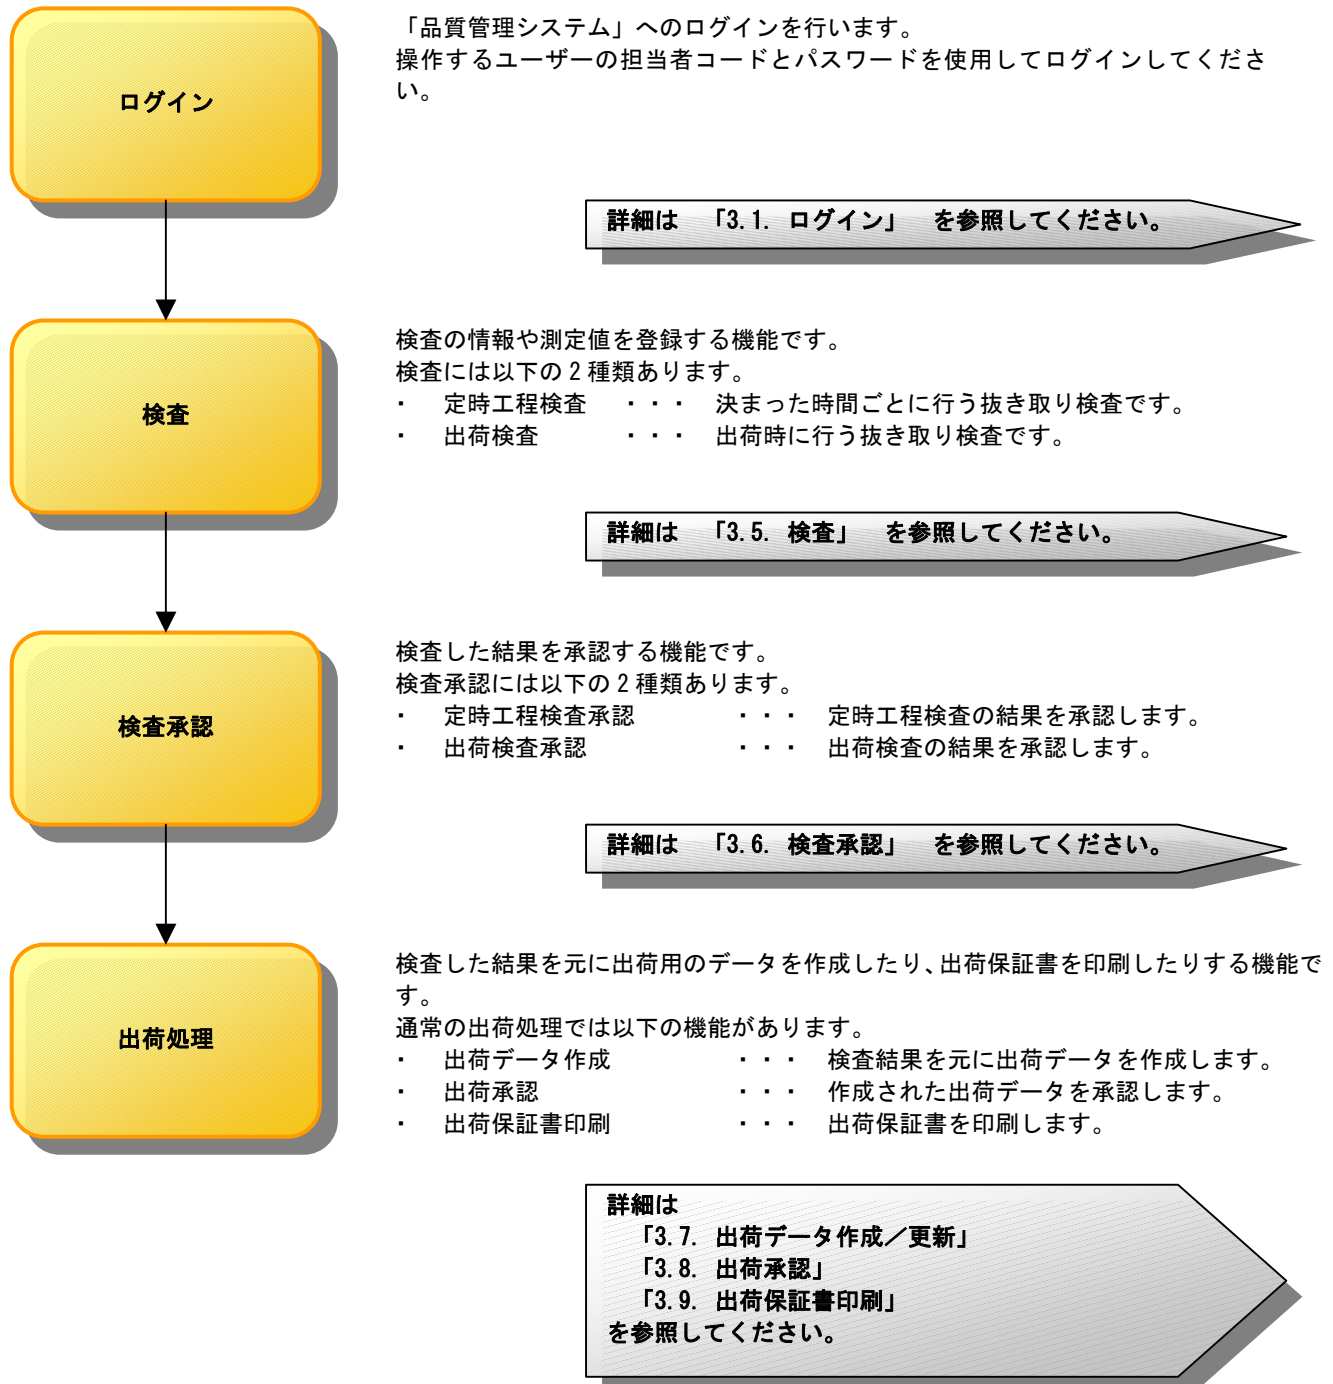 ログイン
「品質管理システム」へのログインを行います。
操作するユーザーの担当者コードとパスワードを使用してログインしてくださ
い。
詳細は　「3.1. ログイン」　を参照してください。
検査
検査の情報や測定値を登録する機能です。
検査には以下の2種類あります。
・　定時工程検査　・・・　決まった時間ごとに行う抜き取り検査です。
・　出荷検査　・・・　出荷時に行う抜き取り検査です。
詳細は　「3.5. 検査」　を参照してください。
検査承認
検査した結果を承認する機能です。
検査承認には以下の2種類あります。
・　定時工程検査承認　・・・　定時工程検査の結果を承認します。
・　出荷検査承認　・・・　出荷検査の結果を承認します。
詳細は　「3.6. 検査承認」　を参照してください。
出荷処理
検査した結果を元に出荷用のデータを作成したり、出荷保証書を印刷したりする機能で
す。
通常の出荷処理では以下の機能があります。
・　出荷データ作成　・・・　検査結果を元に出荷データを作成します。
・　出荷承認　・・・　作成された出荷データを承認します。
・　出荷保証書印刷　・・・　出荷保証書を印刷します。
詳細は
「3.7. 出荷データ作成／更新」
「3.8. 出荷承認」
「3.9. 出荷保証書印刷」
を参照してください。